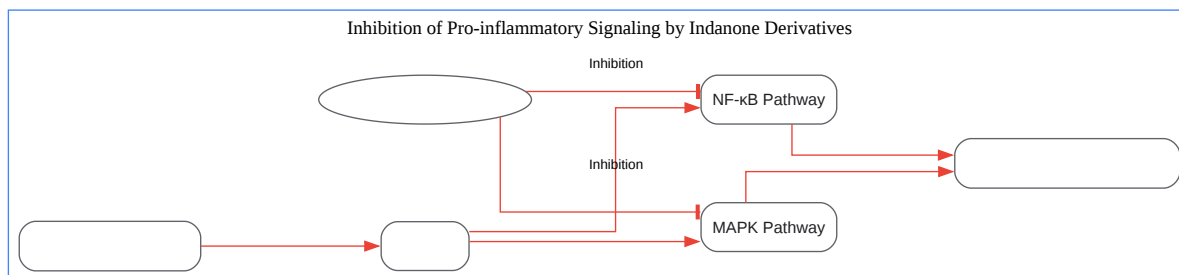 Inhibition of Pro-inflammatory Signaling by Indanone Derivatives
Inhibition
NF-κB Pathway
Inhibition
MAPK Pathway